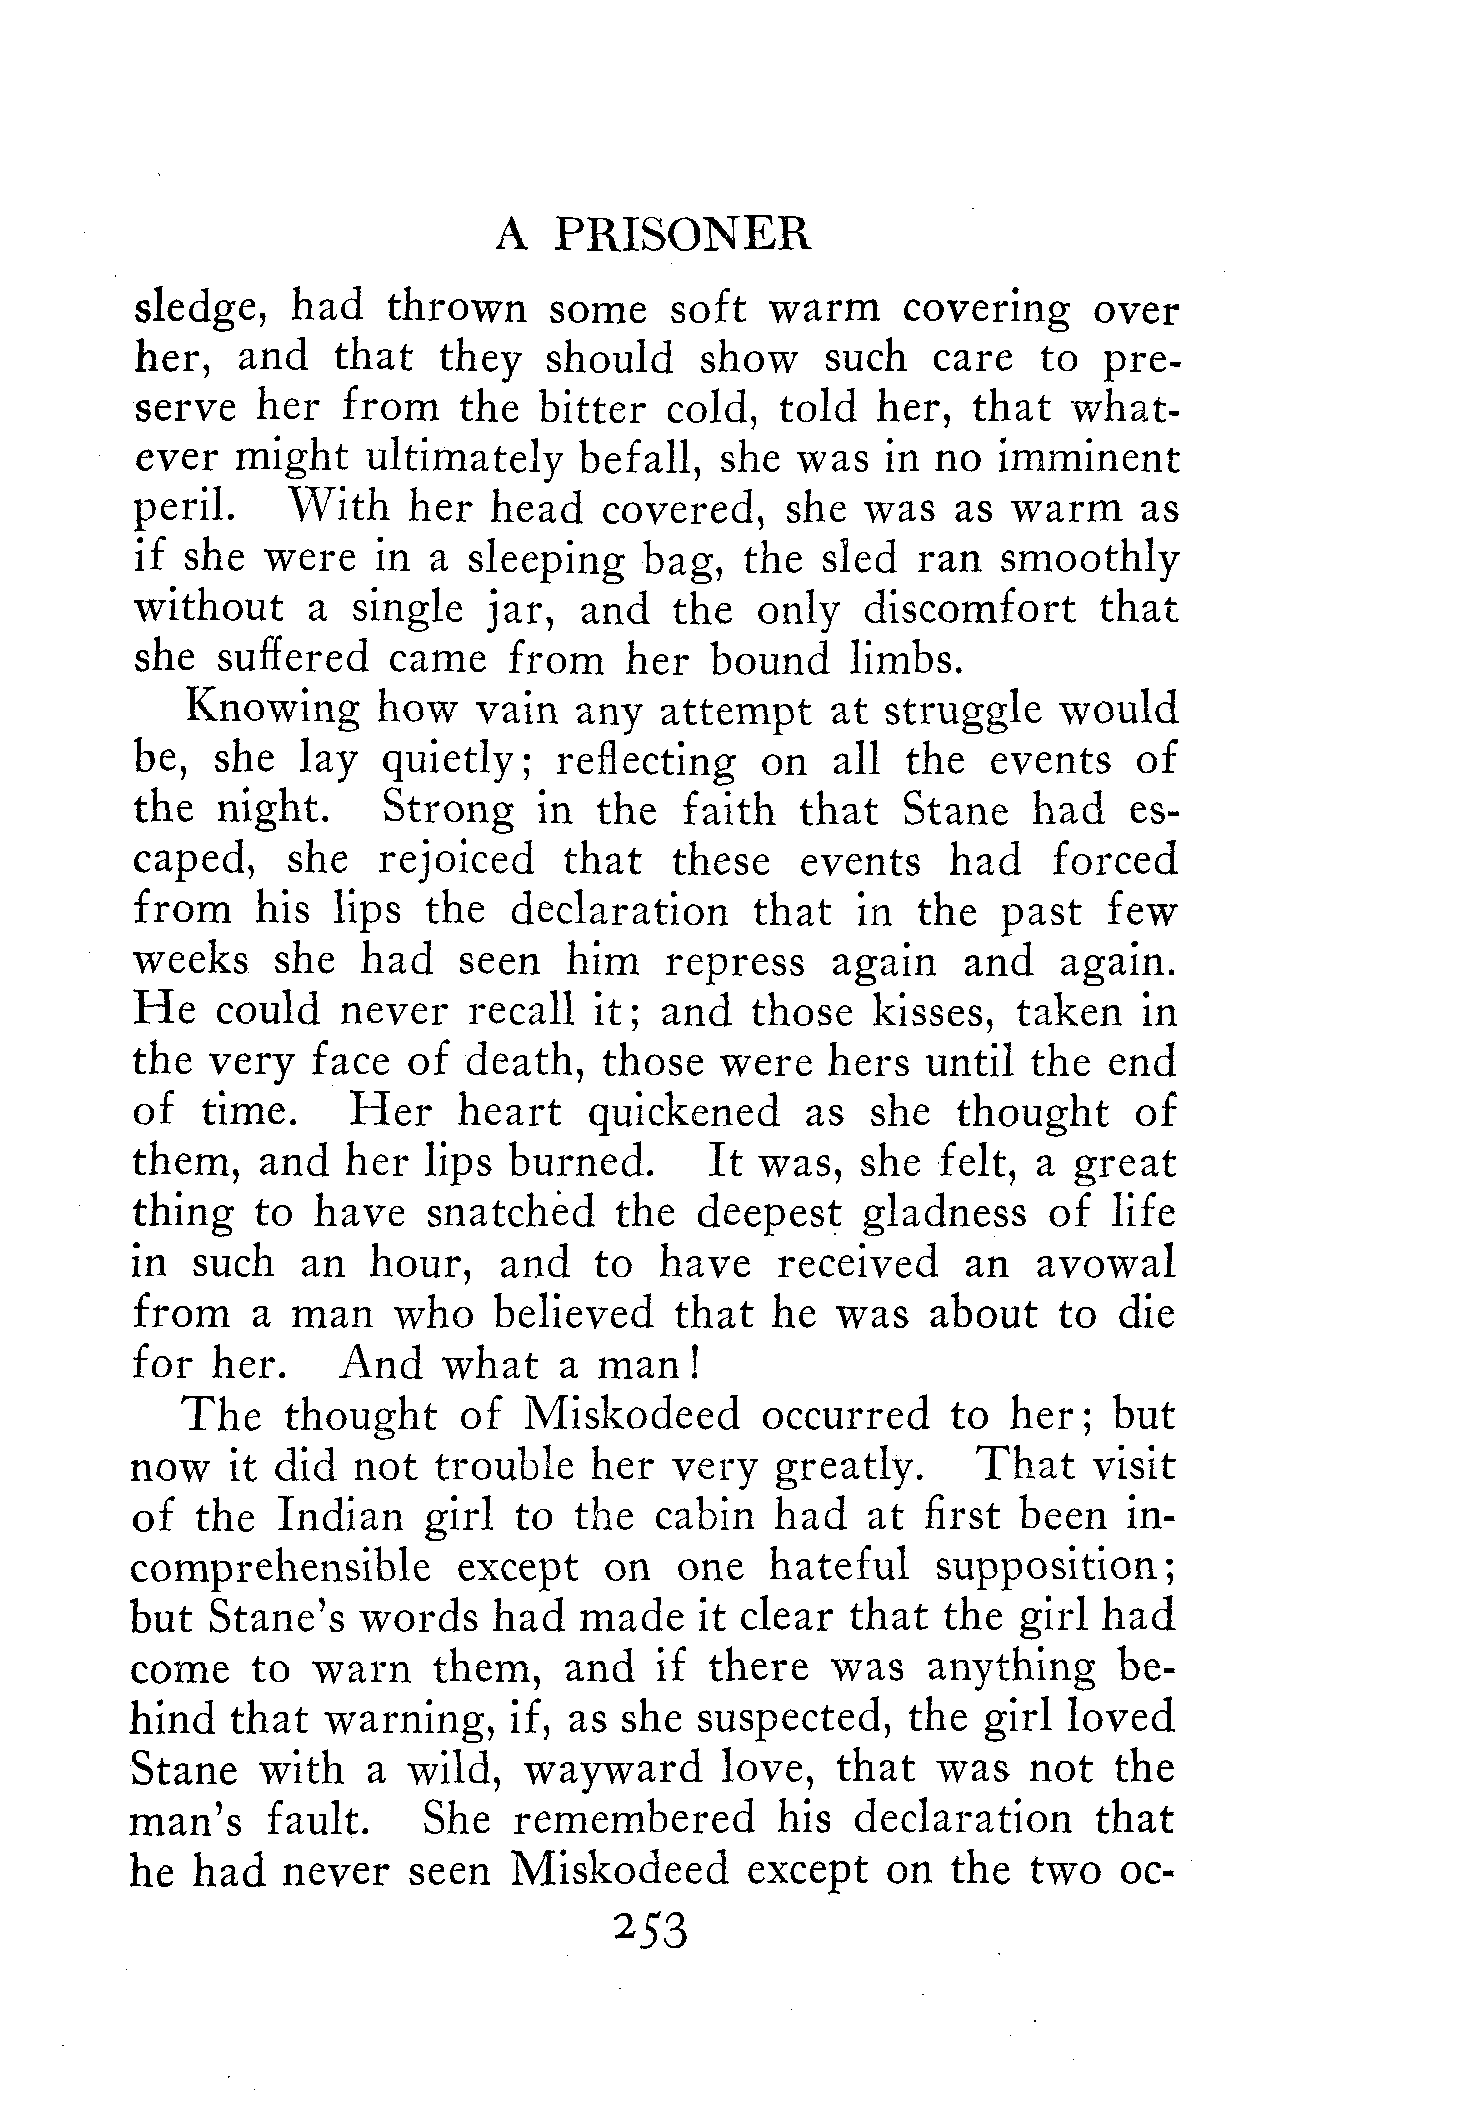 A PRISONER
sledge, had thrown some soft warm covering over
her, and that they should show such care to pre-
serve her from the bitter cold, told her, that what-
ever might ultimately befall, she was in no imminent
peril. With her head covered, she was as warm as
if she were in a sleeping bag, the sled ran smoothly
without a single jar, and the only discomfort that
she suffered came from her bound limbs.
Knowing how vain any attempt at struggle would
be, she lay quietly; reflecting on all the events of
the night. Strong in the faith that Stane had es-
caped, she rejoiced that these events had forced
from his lips the declaration that in the past few
weeks she had seen him repress again and again.
He could never recall it; and those kisses, taken in
the very face of death, those were hers until the end
of time. Her heart quickened as she thought of
them, and her lips burned. It was, she felt, a great
thing to have snatched the deepest gladness of life
in such an hour, and to have received an avowal
from a man who believed that he was about to die
for her. And what a man!
The thought of Miskodeed occurred to her; but
now it did not trouble her very greatly. That visit
of the Indian girl to the cabin had at first been in-
comprehensible except on one hateful supposition;
but Stane's words had made it clear that the girl had
come to warn them, and if there was anything be-
hind that warning, if, as she suspected, the girl loved
Stane with a wild, wayward love, that was not the
man's fault. She remembered his declaration that
he had never seen Miskodeed except on the two oc-
253